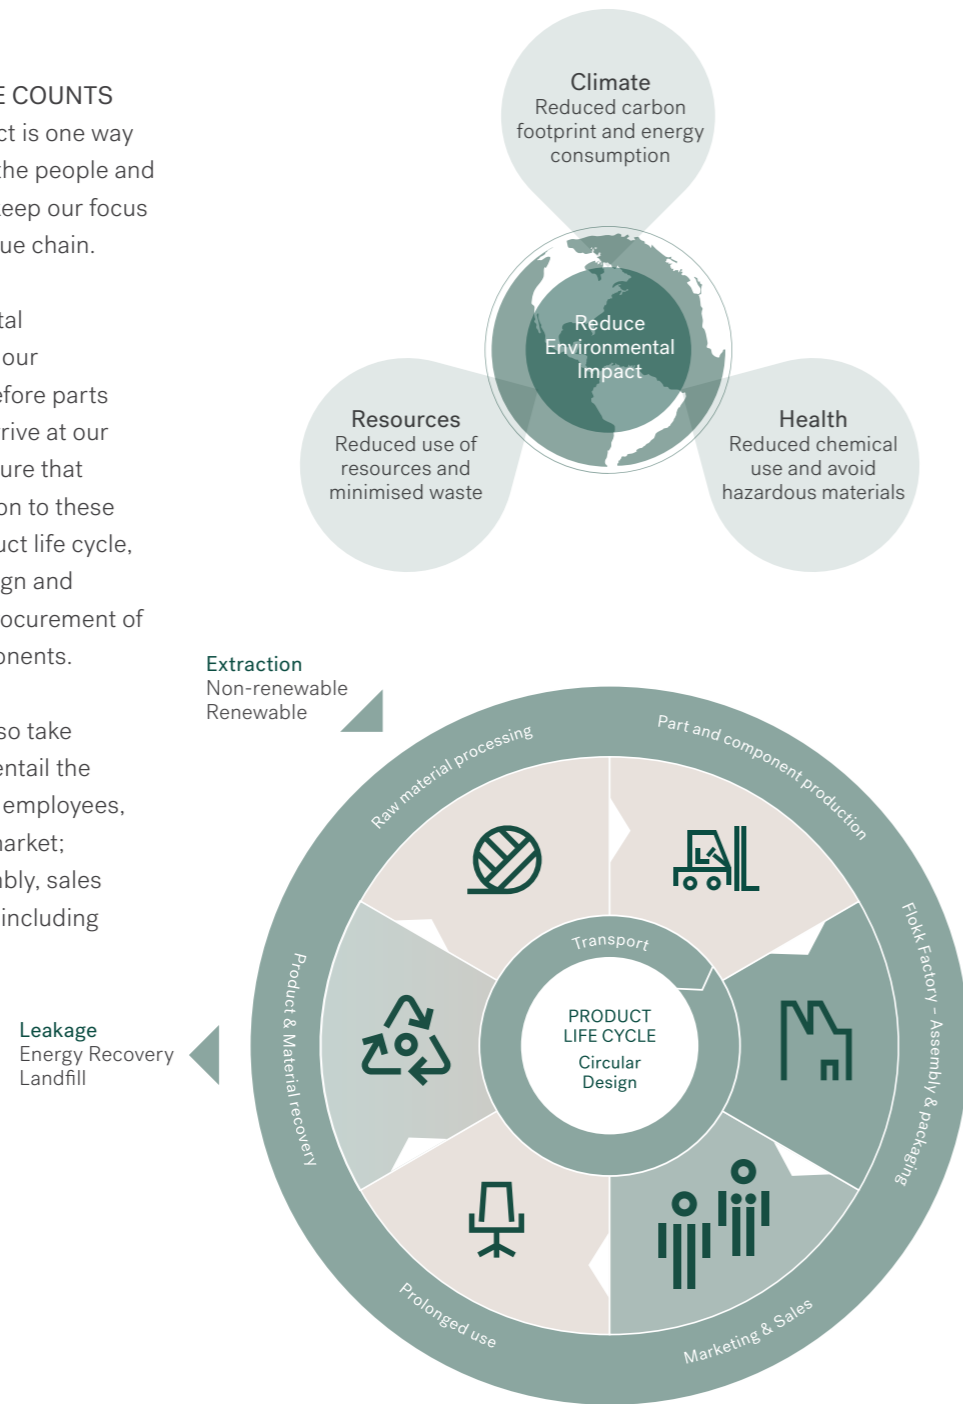 E COUNTS
ct is one way
the people and
keep our focus
ue chain.
tal
our
efore parts
rrive at our
ure that
on to these
uct life cycle,
ign and
rocurement of
onents.
so take
entail the
employees,
market;
bly, sales
including
Climate
Reduced carbon
footprint and energy
consumption
Reduce
Environmental
Impact
Resources
Reduced use of
resources and
minimised waste
Health
Reduced chemical
use and avoid
hazardous materials
Extraction
Non-renewable
Renewable
Raw material processing
Part and component production
Flokk Factory – Assembly & packaging
Marketing & Sales
Prolonged use
Product & Material recovery
Leakage
Energy Recovery
Landfill
Transport
PRODUCT
LIFE CYCLE
Circular
Design